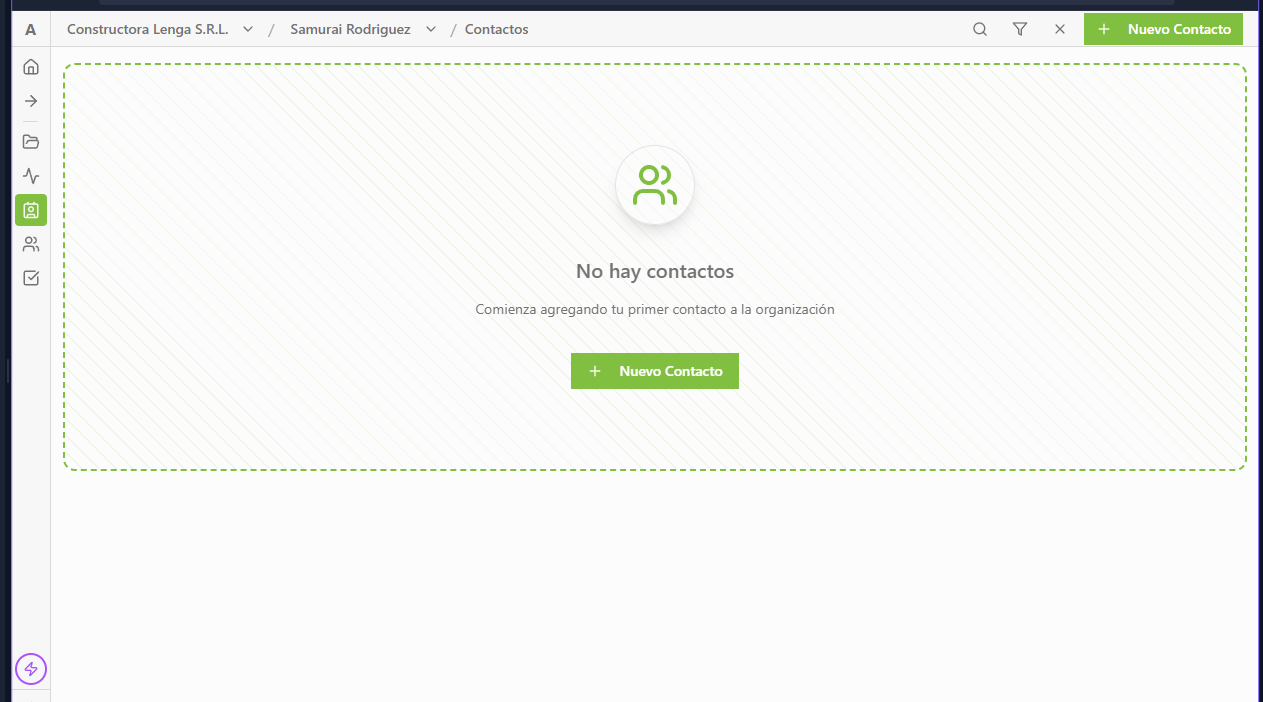 A
Constructora Lenga S.R.L. / Samurai Rodriguez / Contactos
Nuevo Contacto
No hay contactos
Comienza agregando tu primer contacto a la organización
Nuevo Contacto